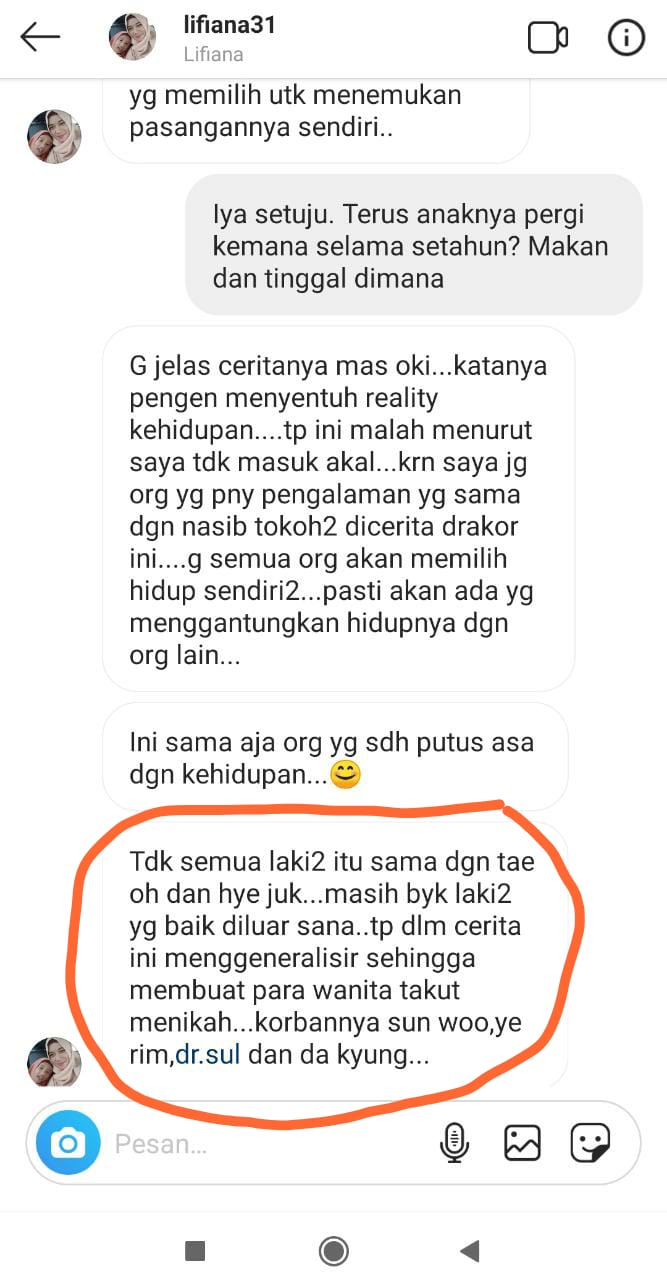 lifiana31
Lifiana
yg memilih utk menemukan
pasangannya sendiri..
Iya setuju. Terus anaknya pergi
kemana selama setahun? Makan
dan tinggal dimana
G jelas ceritanya mas oki...katanya
pengen menyentuh reality
kehidupan....tp ini malah menurut
saya tdk masuk akal...krn saya jg
org yg pny pengalaman yg sama
dgn nasib tokoh2 dicerita drakor
ini....g semua org akan memilih
hidup sendiri2...pasti akan ada yg
menggantungkan hidupnya dgn
org lain...
Ini sama aja org yg sdh putus asa
dgn kehidupan...😊
Tdk semua laki2 itu sama dgn tae
oh dan hye juk...masih byk laki2
yg baik diluar sana..tp dlm cerita
ini menggeneralisir sehingga
membuat para wanita takut
menikah...korbannya sun woo,ye
rim,dr.sul dan da kyung...
Pesan...